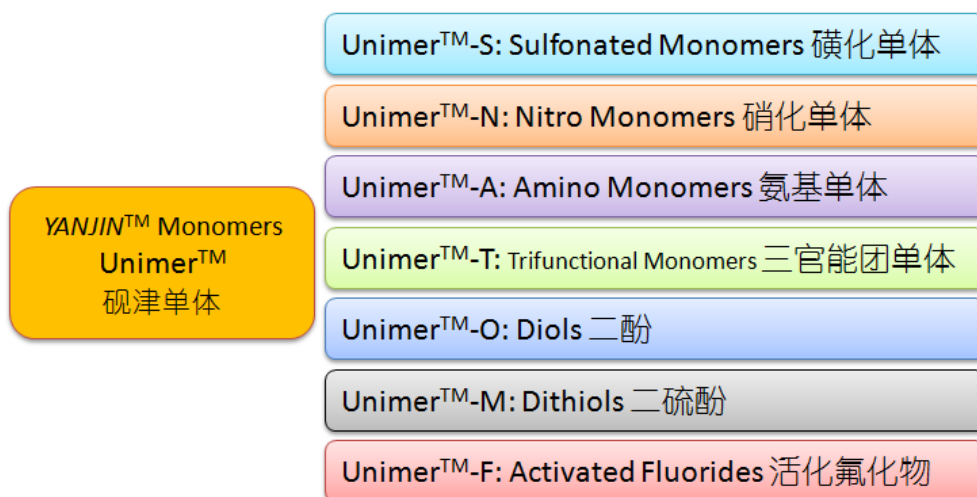 YANJIN™ Monomers
Unimer™
砚津单体
Unimer™-S: Sulfonated Monomers 磺化单体
Unimer™-N: Nitro Monomers 硝化单体
Unimer™-A: Amino Monomers 氨基单体
Unimer™-T: Trifunctional Monomers 三官能团单体
Unimer™-O: Diols 二酚
Unimer™-M: Dithiols 二硫酚
Unimer™-F: Activated Fluorides 活化氟化物